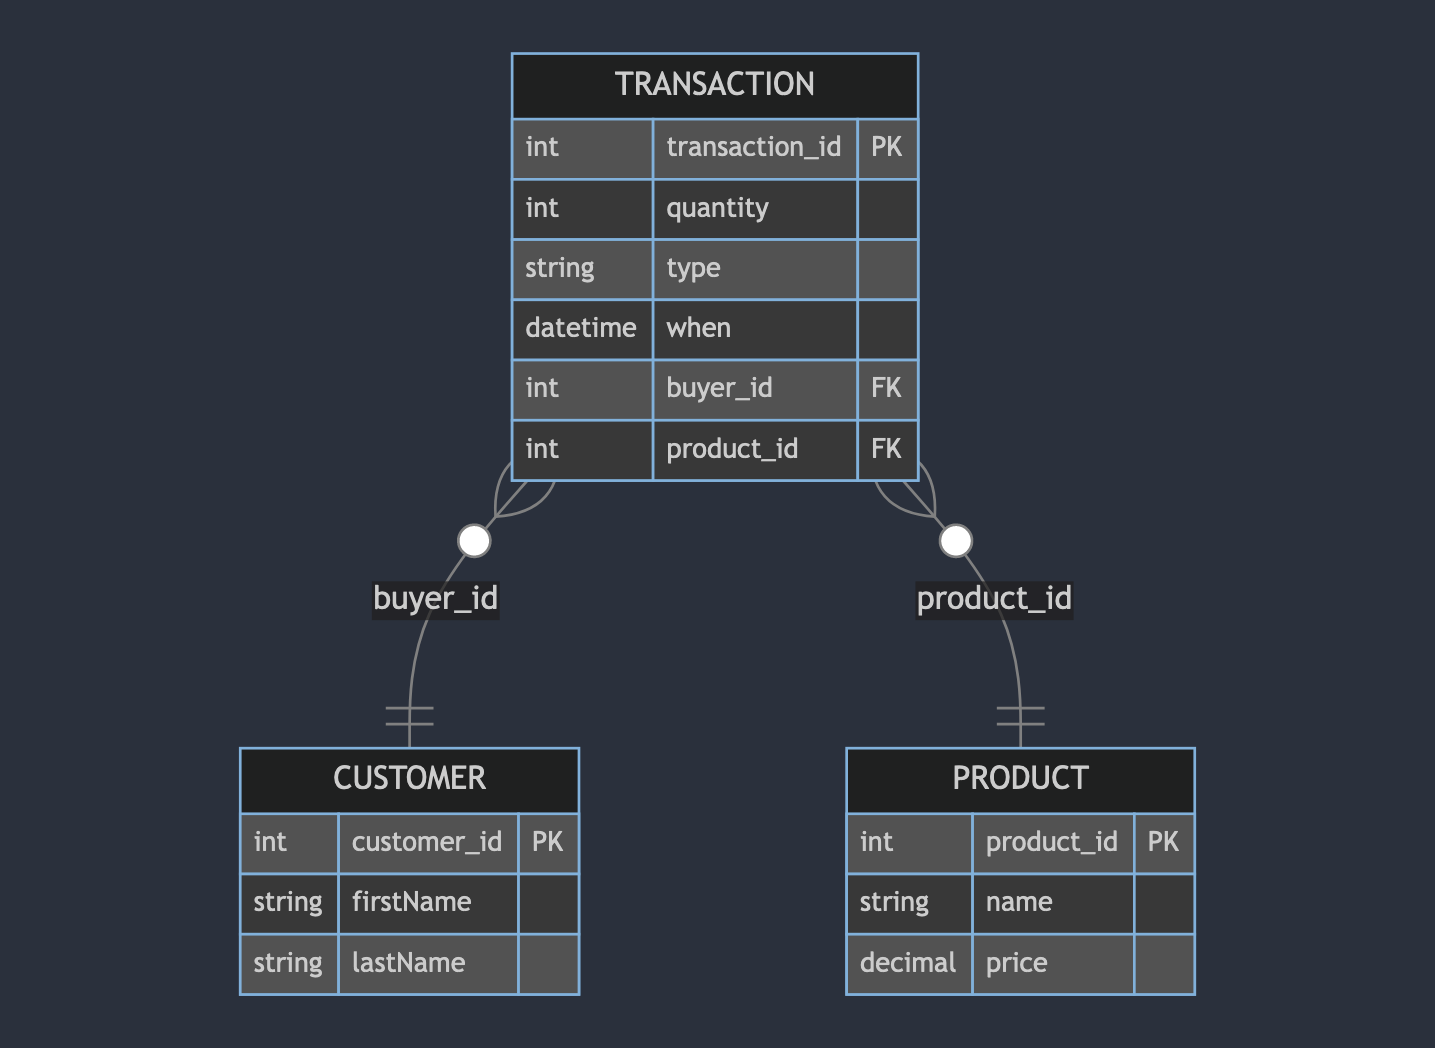 TRANSACTION
int transaction_id PK
int quantity
string type
datetime when
int buyer_id FK
int product_id FK
buyer_id
product_id
CUSTOMER
int customer_id PK
string firstName
string lastName
PRODUCT
int product_id PK
string name
decimal price